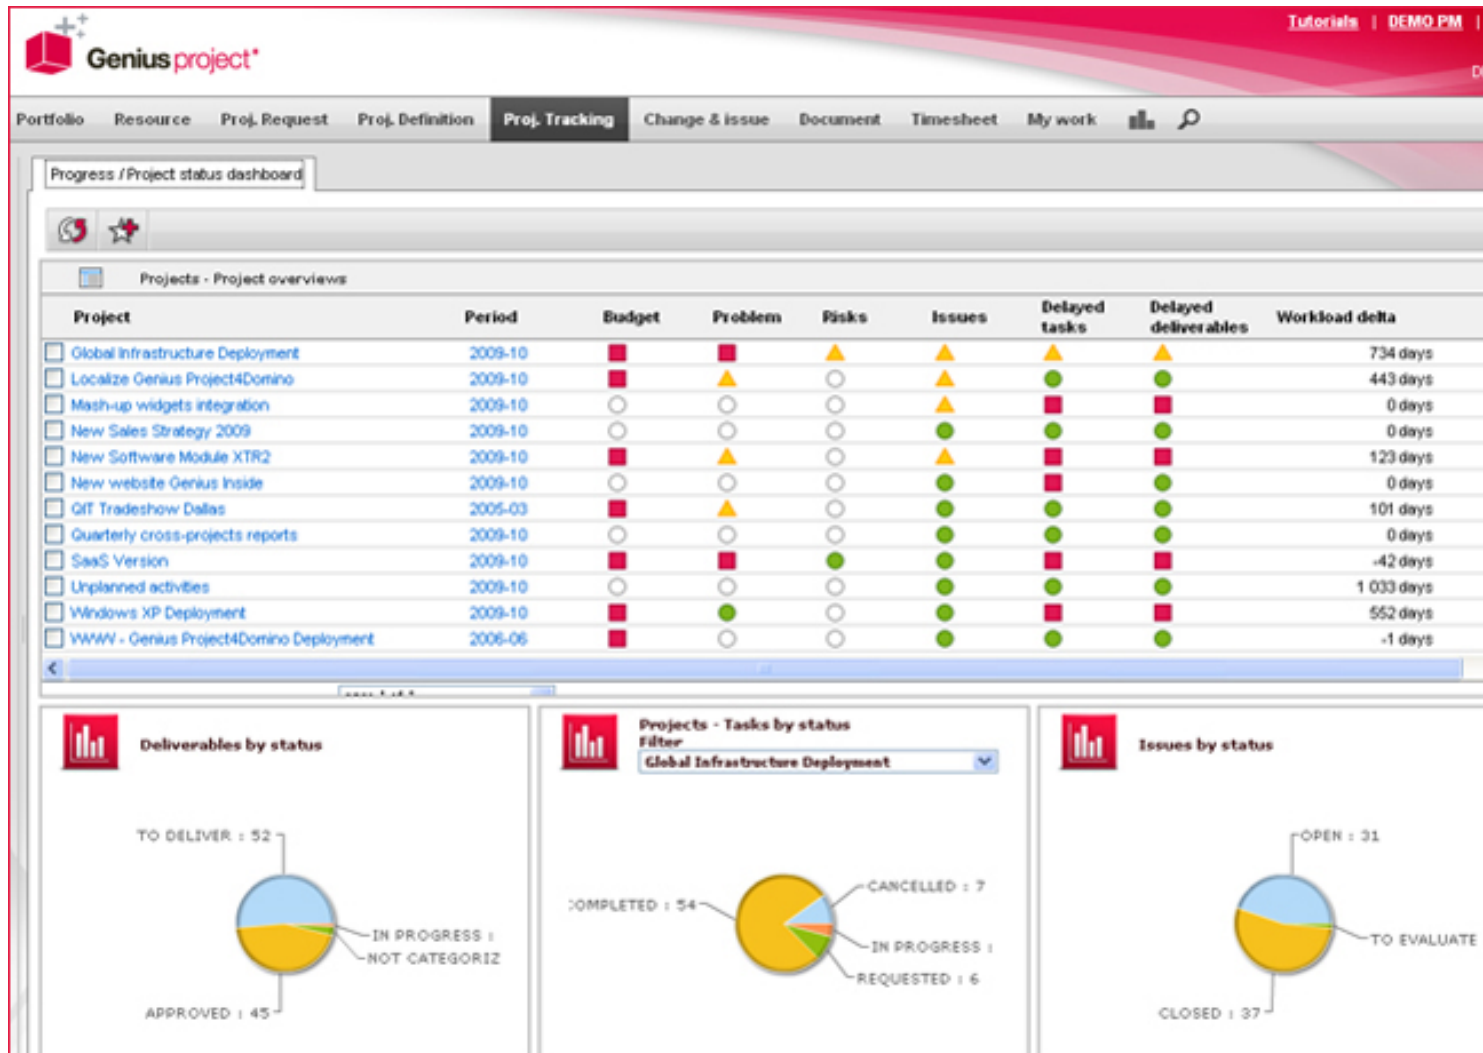 Tutorials | DEMO PM |
Genius project
Portfolio Resource Proj. Request Proj. Definition Proj. Tracking Change & issue Document Timesheet My work
Progress / Project status dashboard
Projects - Project overviews
Project Period Budget Problem Risks Issues Delayed tasks Delayed deliverables Workload delta
Global Infrastructure Deployment 2009-10 734 days
Localize Genius Project4Domino 2009-10 443 days
Mash-up widgets integration 2009-10 0 days
New Sales Strategy 2009 2009-10 0 days
New Software Module XTR2 2009-10 123 days
New website Genius Inside 2009-10 0 days
QIT Tradeshow Dallas 2005-03 101 days
Quarterly cross-projects reports 2009-10 0 days
SaaS Version 2009-10 -42 days
Unplanned activities 2009-10 1 033 days
Windows XP Deployment 2009-10 552 days
WWW - Genius Project4Domino Deployment 2006-06 -1 days
Deliverables by status
TO DELIVER : 52
IN PROGRESS :
NOT CATEGORIZ
APPROVED : 45
Projects - Tasks by status
Filter
Global Infrastructure Deployment
CANCELLED : 7
COMPLETED : 54
IN PROGRESS :
REQUESTED : 6
Issues by status
OPEN : 31
TO EVALUATE
CLOSED : 37